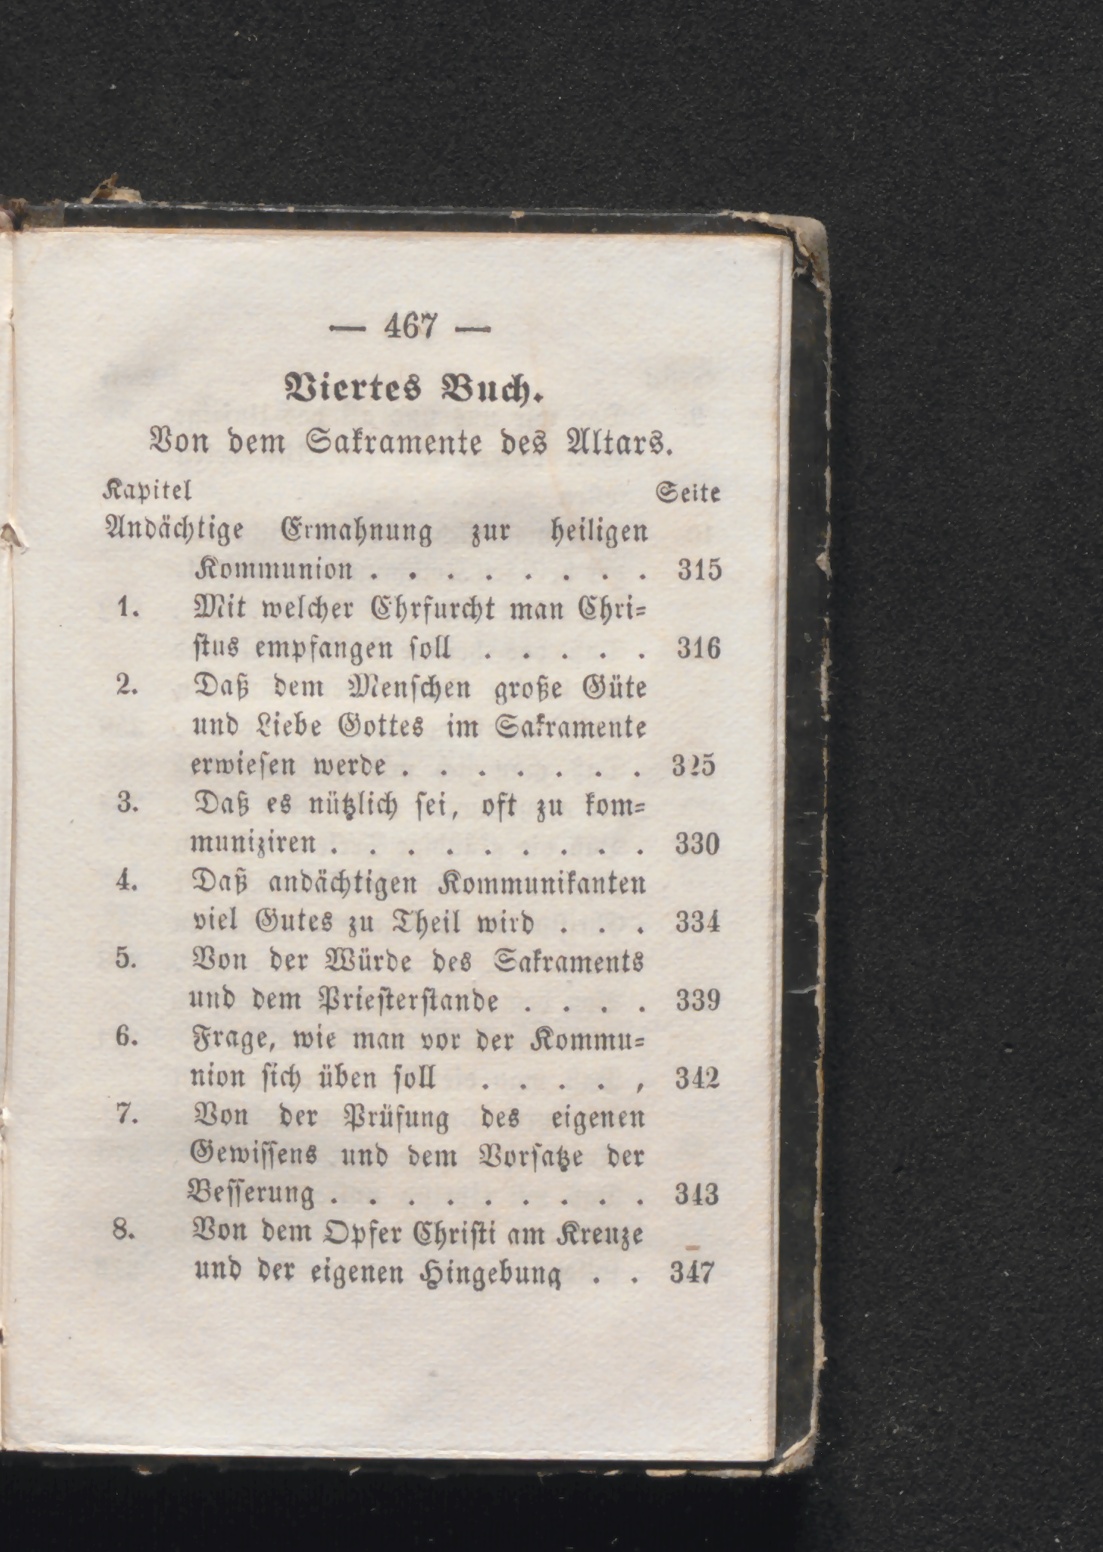 — 467 —
Viertes Buch.
Von dem Sakramente des Altars.
Kapitel Seite
Andächtige Ermahnung zur heiligen
Kommunion . . . . . . . . 315
1. Mit welcher Ehrfurcht man Chri=
stus empfangen soll . . . . . 316
2. Daß dem Menschen große Güte
und Liebe Gottes im Sakramente
erwiesen werde . . . . . . . 325
3. Daß es nützlich sei, oft zu kom=
muniziren . . . . . . . . . 330
4. Daß andächtigen Kommunikanten
viel Gutes zu Theil wird . . . 334
5. Von der Würde des Sakraments
und dem Priesterstande . . . . 339
6. Frage, wie man vor der Kommu=
nion sich üben soll . . . . , 342
7. Von der Prüfung des eigenen
Gewissens und dem Vorsatze der
Besserung . . . . . . . . . 343
8. Von dem Opfer Christi am Kreuze
und der eigenen Hingebung . . 347